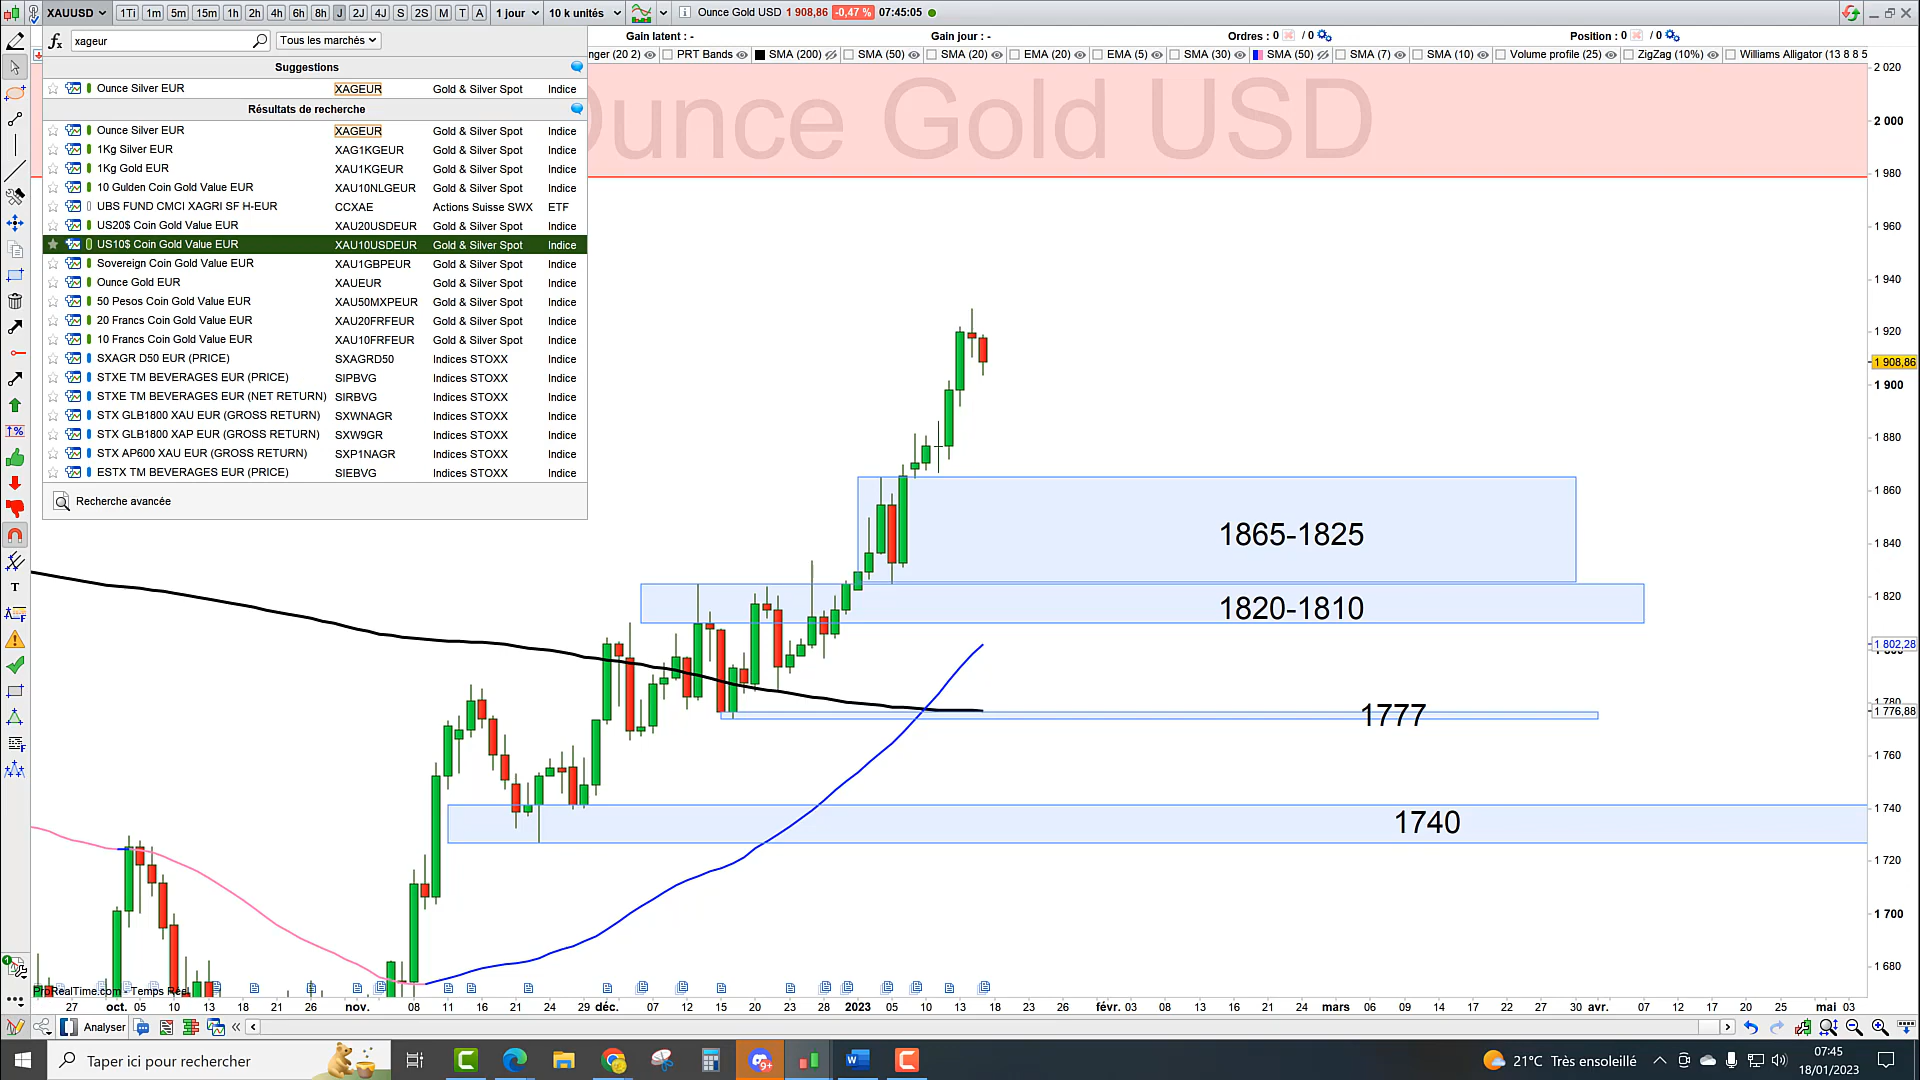 XAUUSD 1Ti 1m 5m 15m 1h 2h 4h 6h 8h J 2J 4J S 2S M T A 1 jour 10 k unités Ounce Gold USD 1 908,86 -0,47 % 07:45:05
xageur Tous les marchés Gain latent : - Gain jour : - Ordres : 0 / 0 Position : 0 / 0
nger (20 2) PRT Bands SMA (200) SMA (50) SMA (20) EMA (20) EMA (5) SMA (30) SMA (50) SMA (7) SMA (10) Volume profile (25) ZigZag (10%) Williams Alligator (13 8 8 5
Suggestions
Ounce Silver EUR XAGEUR Gold & Silver Spot Indice
Résultats de recherche
Ounce Silver EUR XAGEUR Gold & Silver Spot Indice
1Kg Silver EUR XAG1KGEUR Gold & Silver Spot Indice
1Kg Gold EUR XAU1KGEUR Gold & Silver Spot Indice
10 Gulden Coin Gold Value EUR XAU10NLGEUR Gold & Silver Spot Indice
UBS FUND CMCI XAGRI SF H-EUR CCXAE Actions Suisse SWX ETF
US20$ Coin Gold Value EUR XAU20USDEUR Gold & Silver Spot Indice
US10$ Coin Gold Value EUR XAU10USDEUR Gold & Silver Spot Indice
Sovereign Coin Gold Value EUR XAU1GBPEUR Gold & Silver Spot Indice
Ounce Gold EUR XAUEUR Gold & Silver Spot Indice
50 Pesos Coin Gold Value EUR XAU50MXPEUR Gold & Silver Spot Indice
20 Francs Coin Gold Value EUR XAU20FRFEUR Gold & Silver Spot Indice
10 Francs Coin Gold Value EUR XAU10FRFEUR Gold & Silver Spot Indice
SXAGR D50 EUR (PRICE) SXAGRD50 Indices STOXX Indice
STXE TM BEVERAGES EUR (PRICE) SIPBVG Indices STOXX Indice
STXE TM BEVERAGES EUR (NET RETURN) SIRBVG Indices STOXX Indice
STX GLB1800 XAU EUR (GROSS RETURN) SXWNAGR Indices STOXX Indice
STX GLB1800 XAP EUR (GROSS RETURN) SXW9GR Indices STOXX Indice
STX AP600 XAU EUR (GROSS RETURN) SXP1NAGR Indices STOXX Indice
ESTX TM BEVERAGES EUR (PRICE) SIEBVG Indices STOXX Indice
Recherche avancée
Ounce Gold USD
2 020
2 000
1 980
1 960
1 940
1 920
1 908,86
1 900
1 880
1 860
1 840
1 820
1 802,28
1 780
1 776,88
1 760
1 740
1 720
1 700
1 680
1865-1825
1820-1810
1777
1740
ProRealTime.com - Temps Réel
27 oct. 05 10 13 18 21 26 nov. 08 11 16 21 24 29 déc. 07 12 15 20 23 28 2023 05 10 13 18 23 26 févr. 03 08 13 16 21 24 mars 06 09 14 17 22 27 30 avr. 07 12 17 20 25 mai 03
Analyser
Taper ici pour rechercher 9+ 21°C Très ensoleillé 07:45
18/01/2023